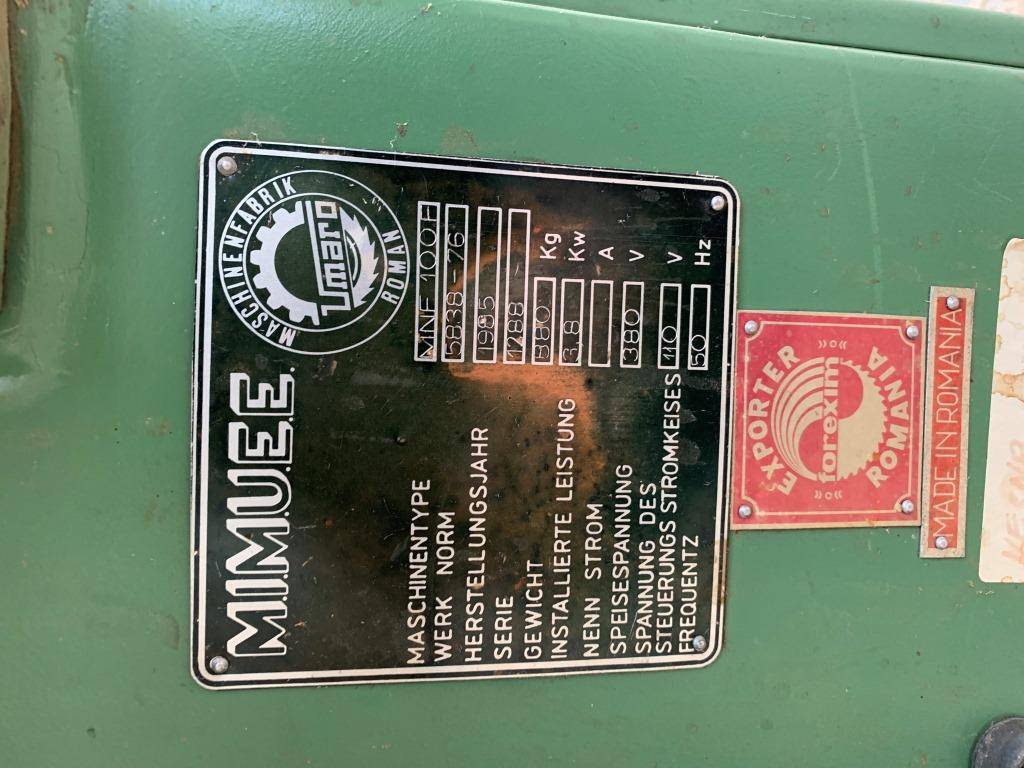 M.I.M.U.E.E.
MASCHINENFABRIK
umaro
ROMAN
MASCHINENTYPE MNF 100E
WERK NORM 5838-76
HERSTELLUNGSJAHR 1985
SERIE 1288 -
GEWICHT 880 Kg
INSTALLIERTE LEISTUNG 3,8 Kw
NENN STROM A
SPEISESPANNUNG 380 V
SPANNUNG DES
STEUERUNGS STROMKEISES 110 V
FREQUENTZ 50 Hz
EXPORTER
forexim
ROMANIA
MADE IN ROMANIA